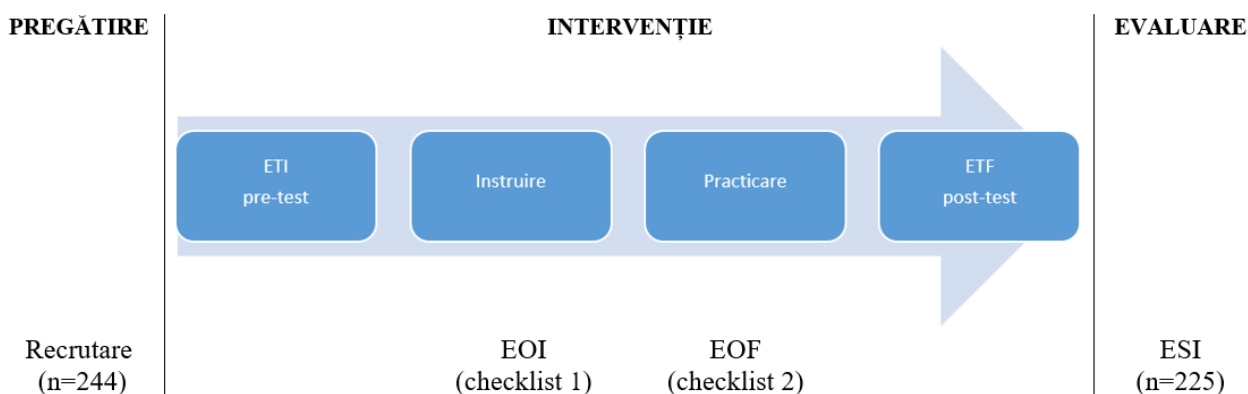 PREGĂTIRE
INTERVENȚIE
EVALUARE
ETI
pre-test
Instruire
Practicare
ETF
post-test
Recrutare
(n=244)
EOI
(checklist 1)
EOF
(checklist 2)
ESI
(n=225)